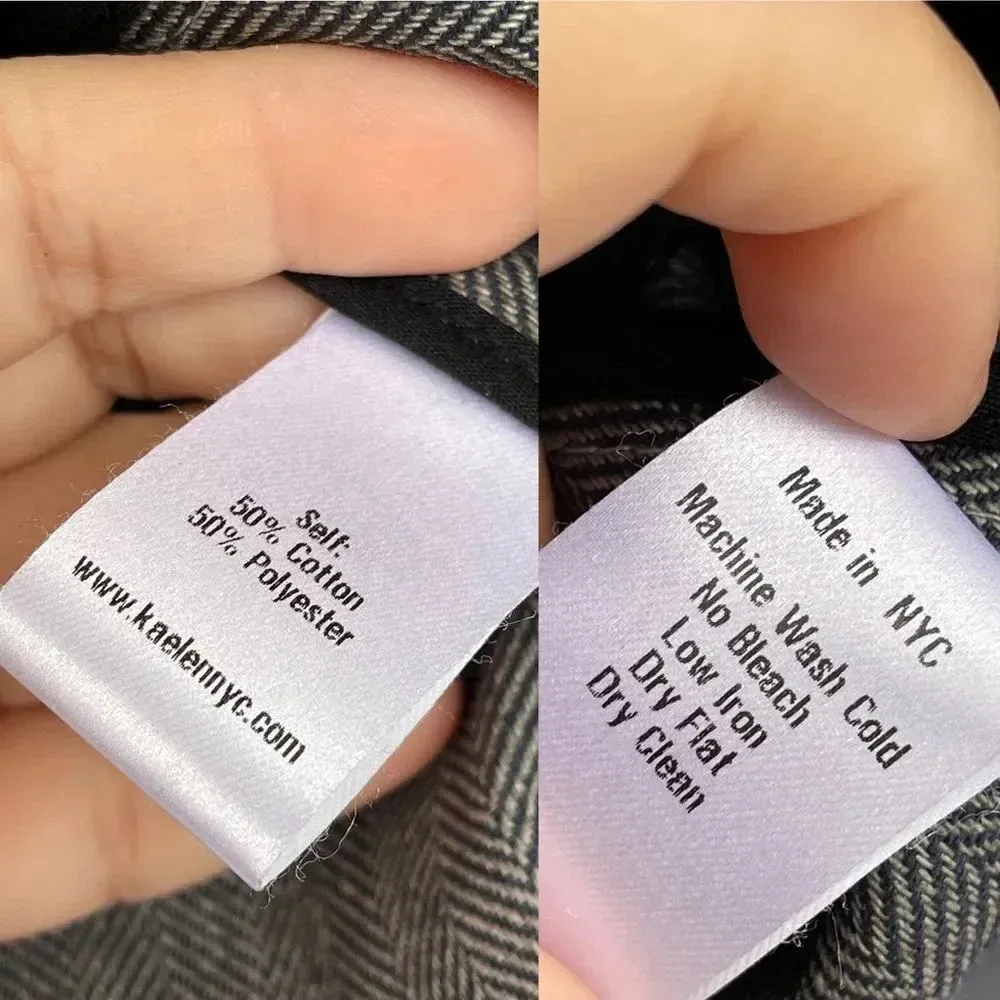 Self:
50% Cotton
50% Polyester
www.kaelennyc.com
Made in NYC
Machine Wash Cold
No Bleach
Low Iron
Dry Flat
Dry Clean